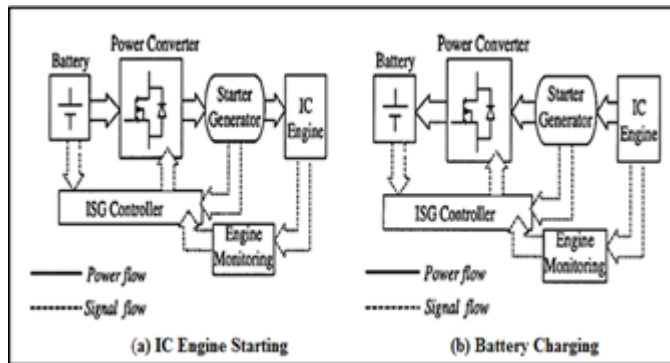 Power Converter
Battery
Starter
Generator
IC
Engine
ISG Controller
Engine
Monitoring
Power flow
Signal flow
(a) IC Engine Starting
Power Converter
Battery
Starter
Generator
IC
Engine
ISG Controller
Engine
Monitoring
Power flow
Signal flow
(b) Battery Charging